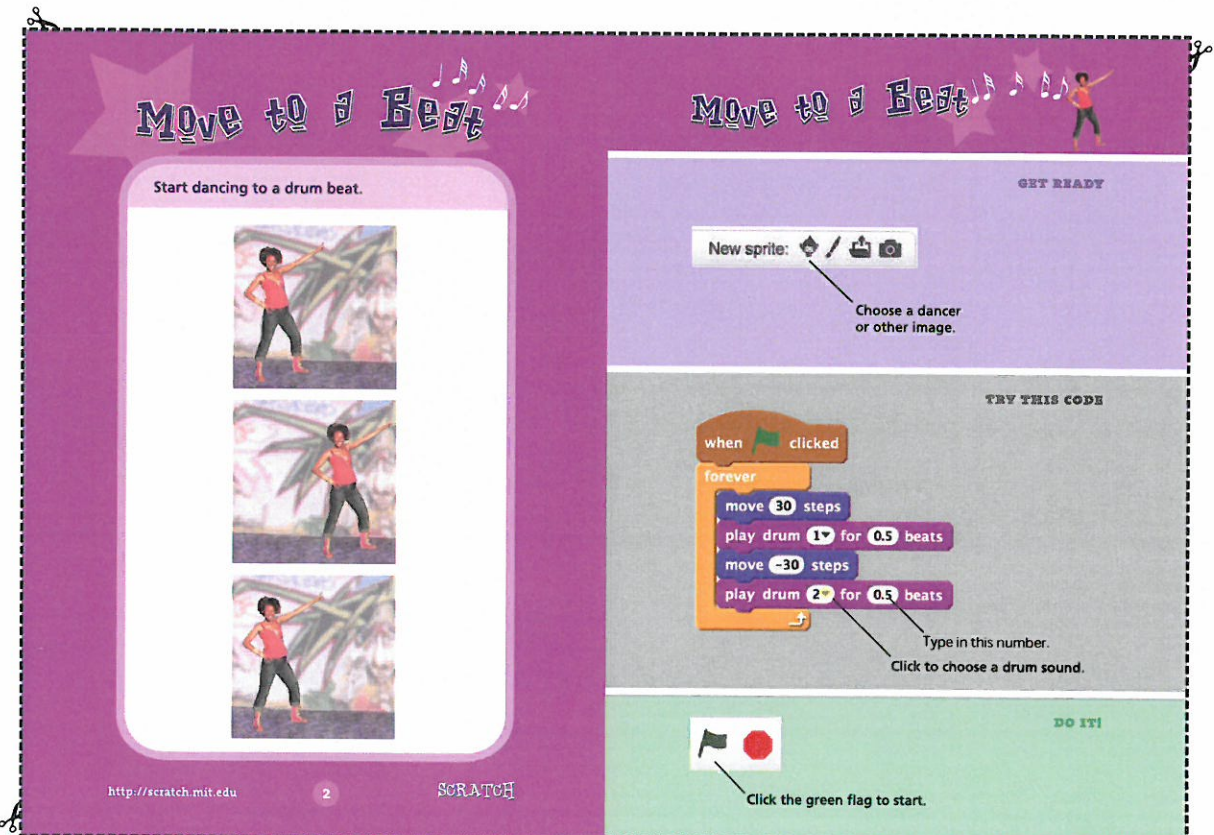 Move to a Beat
Start dancing to a drum beat.
http://scratch.mit.edu
2
SCRATCH
Move to a Beat
GET READY
New sprite:
Choose a dancer
or other image.
TRY THIS CODE
when clicked
forever
move 30 steps
play drum 1 for 0.5 beats
move -30 steps
play drum 2 for 0.5 beats
Type in this number.
Click to choose a drum sound.
DO IT!
Click the green flag to start.